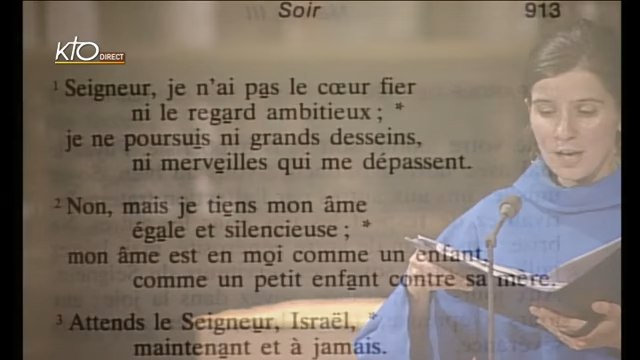 Soir 913
KTO DIRECT
1 Seigneur, je n'ai pas le cœur fier
ni le regard ambitieux ; *
je ne poursuis ni grands desseins,
ni merveilles qui me dépassent.
2 Non, mais je tiens mon âme
égale et silencieuse ; *
mon âme est en moi comme un enfant,
comme un petit enfant contre sa mère.
3 Attends le Seigneur, Israël, *
maintenant et à jamais.